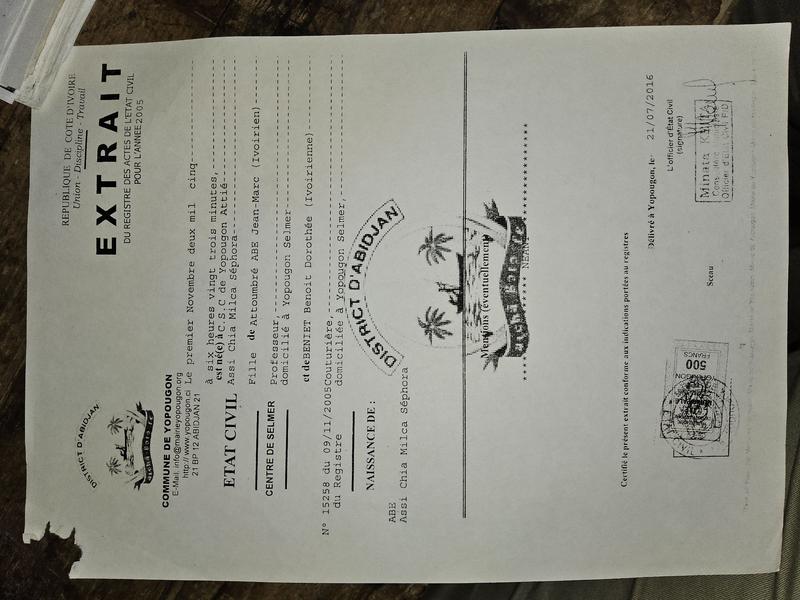 DISTRICT D'ABIDJAN
COMMUNE DE YOPOUGON
E-Mail: info@mairieyopougon.org
http://www.yopougon.ci
21 BP 12 ABIDJAN 21
ETAT CIVIL
CENTRE DE SELMER
N° 15258 du 09/11/2005
du Registre
NAISSANCE DE :
ABE
Assi Chia Milca Séphora
REPUBLIQUE DE COTE D'IVOIRE
Union - Discipline - Travail
EXTRAIT
DU REGISTRE DES ACTES DE L'ETAT CIVIL
POUR L'ANNEE 2005
Le premier Novembre deux mil cinq
à six heures vingt trois minutes,
est né(e) à C.S.C de Yopougon Attié
Assi Chia Milca Séphora
Fille de Attoumbré ABE Jean-Marc (Ivoirien)
Professeur,
domicilié à Yopougon Selmer
et de BENIET Benoit Dorothée (Ivoirienne)
Couturière,
domiciliée à Yopougon Selmer,
DISTRICT D'ABIDJAN
Mentions (éventuellement)
NEANT
Certifié le présent extrait conforme aux indications portées au registres
Délivré à Yopougon, le 21/07/2016
L'officier d'État Civil
(signature)
Sceau
500
FRANCS
Minata